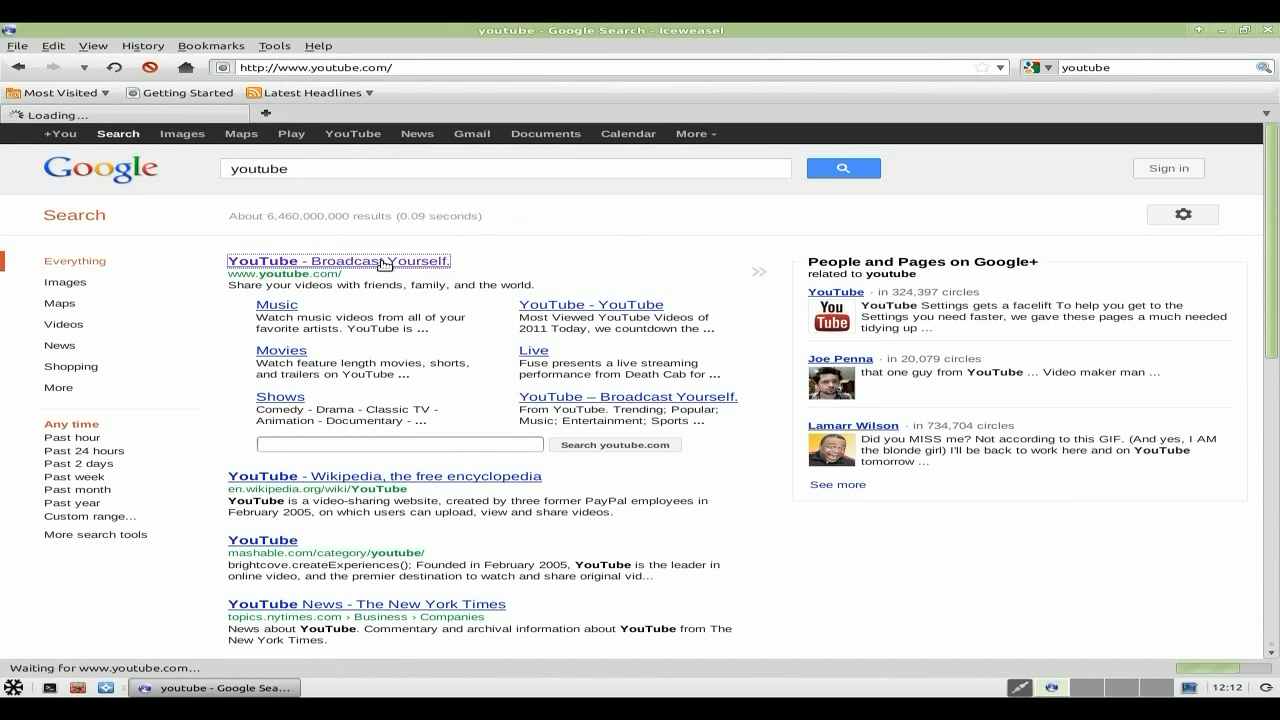 youtube - Google Search - Iceweasel
File Edit View History Bookmarks Tools Help
http://www.youtube.com/
youtube
Most Visited Getting Started Latest Headlines
Loading...
+You Search Images Maps Play YouTube News Gmail Documents Calendar More
Google
youtube
Sign in
Search
About 6,460,000,000 results (0.09 seconds)
Everything
Images
Maps
Videos
News
Shopping
More
Any time
Past hour
Past 24 hours
Past 2 days
Past week
Past month
Past year
Custom range...
More search tools
YouTube - Broadcast Yourself.
www.youtube.com/
Share your videos with friends, family, and the world.
Music
Watch music videos from all of your
favorite artists. YouTube is ...
YouTube - YouTube
Most Viewed YouTube Videos of
2011 Today, we countdown the ...
Movies
Watch feature length movies, shorts,
and trailers on YouTube ...
Live
Fuse presents a live streaming
performance from Death Cab for ...
Shows
Comedy - Drama - Classic TV -
Animation - Documentary - ...
YouTube – Broadcast Yourself.
From YouTube. Trending; Popular;
Music; Entertainment; Sports ...
Search youtube.com
YouTube - Wikipedia, the free encyclopedia
en.wikipedia.org/wiki/YouTube
YouTube is a video-sharing website, created by three former PayPal employees in
February 2005, on which users can upload, view and share videos.
YouTube
mashable.com/category/youtube/
brightcove.createExperiences(); Founded in February 2005, YouTube is the leader in
online video, and the premier destination to watch and share original vid...
YouTube News - The New York Times
topics.nytimes.com › Business › Companies
News about YouTube. Commentary and archival information about YouTube from The
New York Times.
People and Pages on Google+
related to youtube
YouTube - in 324,397 circles
You
Tube
YouTube Settings gets a facelift To help you get to the
Settings you need faster, we gave these pages a much needed
tidying up ...
Joe Penna - in 20,079 circles
that one guy from YouTube ... Video maker man ...
Lamarr Wilson - in 734,704 circles
Did you MISS me? Not according to this GIF. (And yes, I AM
the blonde girl) I'll be back to work here and on YouTube
tomorrow ...
See more
Waiting for www.youtube.com...
youtube - Google Sea...
12:12